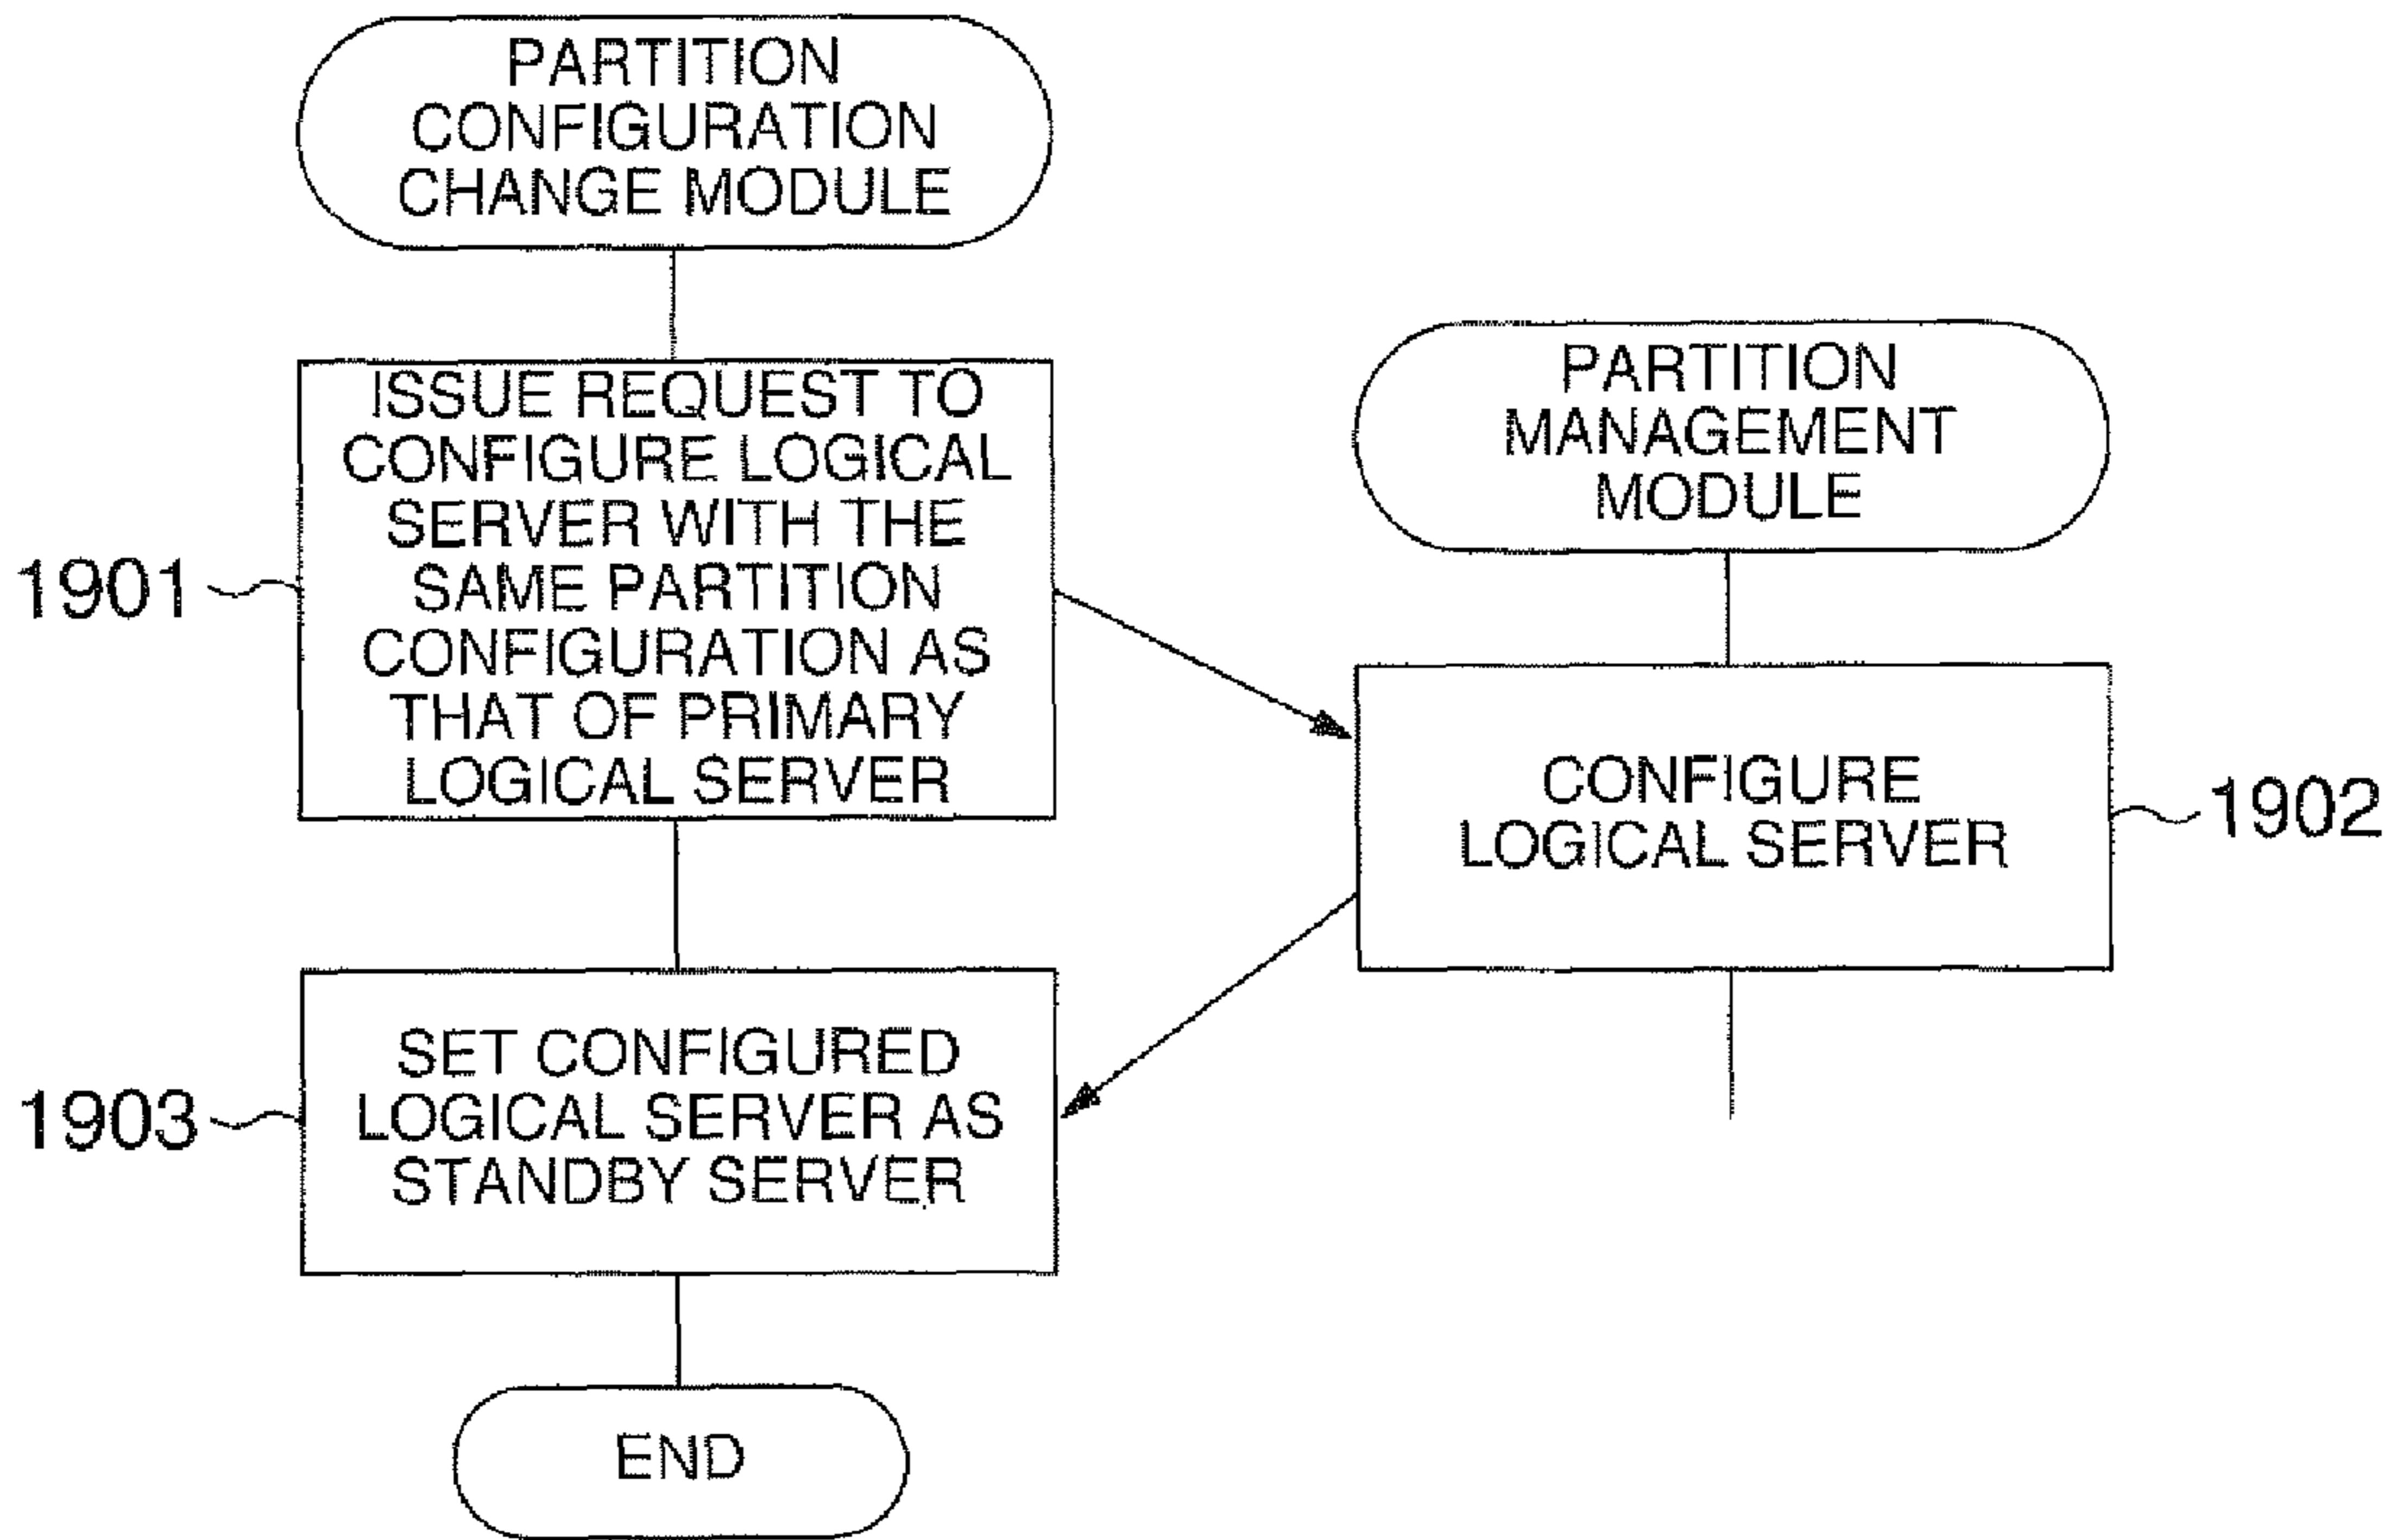 PARTITION
CONFIGURATION
CHANGE MODULE
1901
ISSUE REQUEST TO
CONFIGURE LOGICAL
SERVER WITH THE
SAME PARTITION
CONFIGURATION AS
THAT OF PRIMARY
LOGICAL SERVER
PARTITION
MANAGEMENT
MODULE
CONFIGURE
LOGICAL SERVER
1902
1903
SET CONFIGURED
LOGICAL SERVER AS
STANDBY SERVER
END